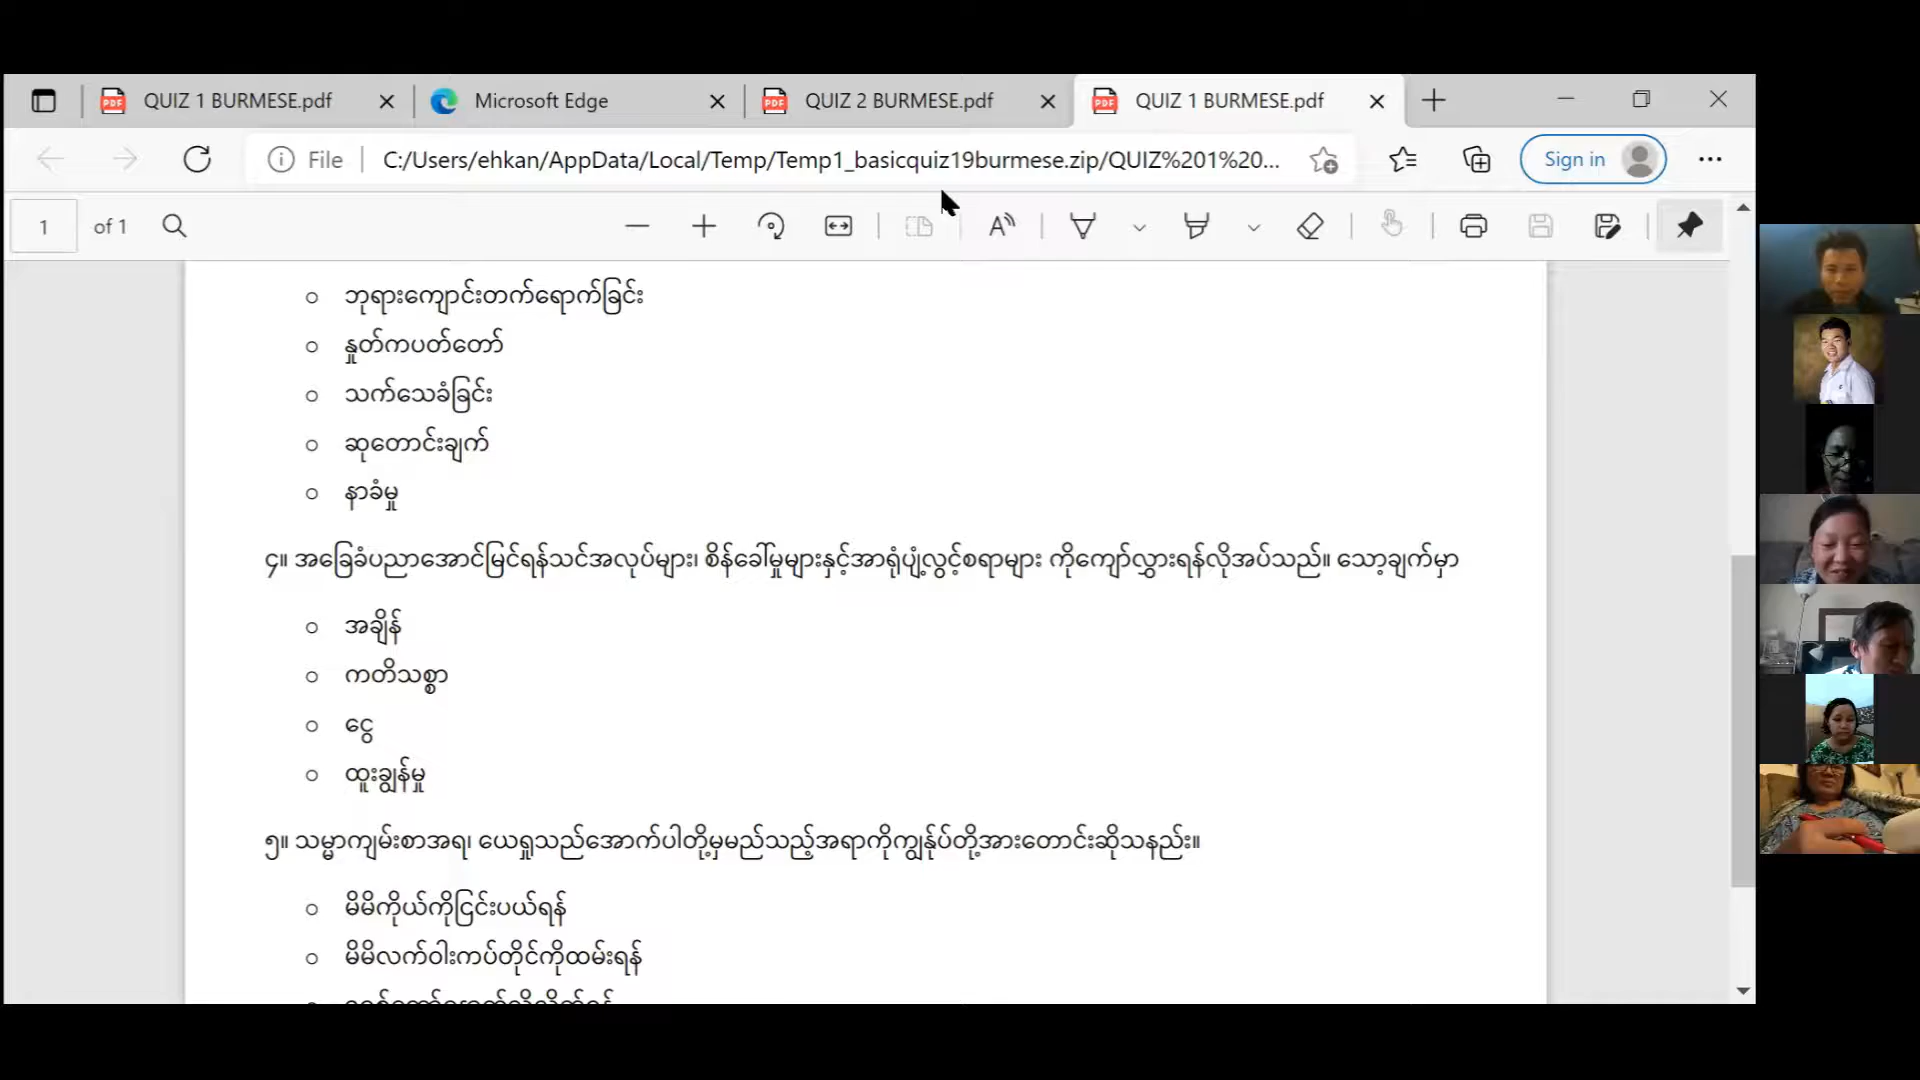 QUIZ 1 BURMESE.pdf
Microsoft Edge
QUIZ 2 BURMESE.pdf
QUIZ 1 BURMESE.pdf
File
C:/Users/ehkan/AppData/Local/Temp/Temp1_basicquiz19burmese.zip/QUIZ%201%20...
Sign in
1 of 1
ဘုရားကျောင်းတက်ရောက်ခြင်း
နှုတ်ကပတ်တော်
သက်သေခံခြင်း
ဆုတောင်းချက်
နာခံမှု
၄။ အခြေခံပညာအောင်မြင်ရန်သင်အလုပ်များ၊ စိန်ခေါ်မှုများနှင့်အာရုံပျံ့လွင့်စရာများ ကိုကျော်လွှားရန်လိုအပ်သည်။ သော့ချက်မှာ
အချိန်
ကတိသစ္စာ
ငွေ
ထူးချွန်မှု
၅။ သမ္မာကျမ်းစာအရ၊ ယေရှုသည်အောက်ပါတို့မှမည်သည့်အရာကိုကျွန်ုပ်တို့အားတောင်းဆိုသနည်း။
မိမိကိုယ်ကိုငြင်းပယ်ရန်
မိမိလက်ဝါးကပ်တိုင်ကိုထမ်းရန်